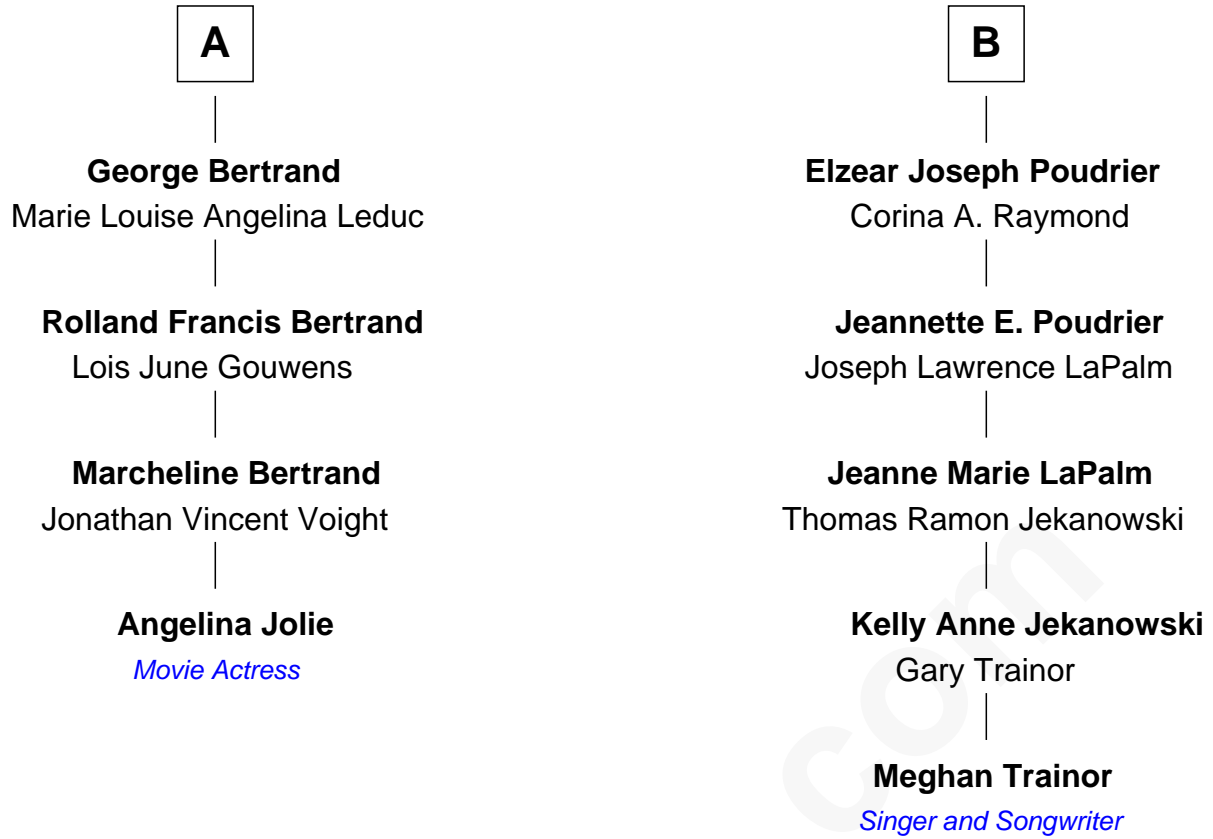 A
George Bertrand
Marie Louise Angelina Leduc
Rolland Francis Bertrand
Lois June Gouwens
Marcheline Bertrand
Jonathan Vincent Voight
Angelina Jolie
Movie Actress
B
Elzear Joseph Poudrier
Corina A. Raymond
Jeannette E. Poudrier
Joseph Lawrence LaPalm
Jeanne Marie LaPalm
Thomas Ramon Jekanowski
Kelly Anne Jekanowski
Gary Trainor
Meghan Trainor
Singer and Songwriter
com